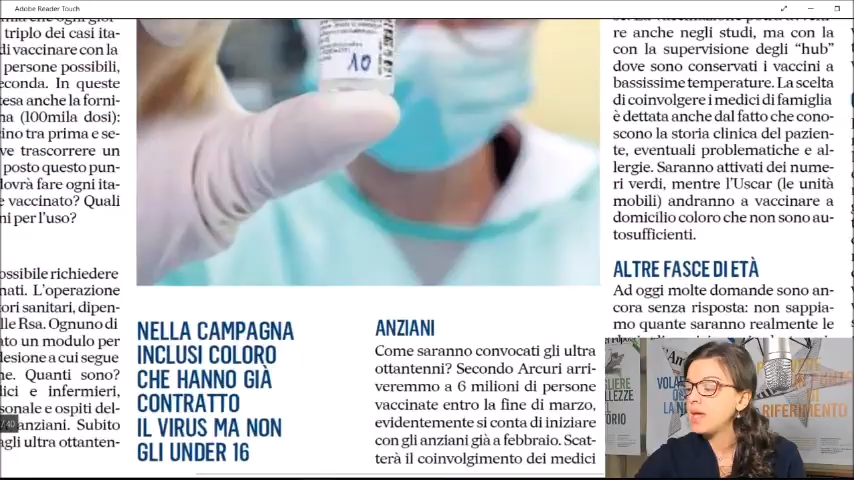 Adobe Reader Touch
triplo dei casi ita-
di vaccinare con la
persone possibili,
econda. In queste
tesa anche la forni-
na (100mila dosi):
cino tra prima e se-
ve trascorrere un
posto questo pun-
dovrà fare ogni ita-
e vaccinato? Quali
ni per l'uso?
ossibile richiedere
nati. L'operazione
ori sanitari, dipen-
lle Rsa. Ognuno di
ato un modulo per
lesione a cui segue
ne. Quanti sono?
dici e infermieri,
sonale e ospiti del-
anziani. Subito
agli ultra ottanten-
/ 40
10
NELLA CAMPAGNA
INCLUSI COLORO
CHE HANNO GIÀ
CONTRATTO
IL VIRUS MA NON
GLI UNDER 16
ANZIANI
Come saranno convocati gli ultra
ottantenni? Secondo Arcuri arri-
veremo a 6 milioni di persone
vaccinate entro la fine di marzo,
evidentemente si conta di iniziare
con gli anziani già a febbraio. Scat-
terà il coinvolgimento dei medici
re anche negli studi, ma con la
con la supervisione degli “hub”
dove sono conservati i vaccini a
bassissime temperature. La scelta
di coinvolgere i medici di famiglia
è dettata anche dal fatto che cono-
scono la storia clinica del pazien-
te, eventuali problematiche e al-
lergie. Saranno attivati dei nume-
ri verdi, mentre l'Uscar (le unità
mobili) andranno a vaccinare a
domicilio coloro che non sono au-
tosufficienti.
ALTRE FASCE DI ETÀ
Ad oggi molte domande sono an-
cora senza risposta: non sappia-
mo quante saranno realmente le
RIFERIMENTO